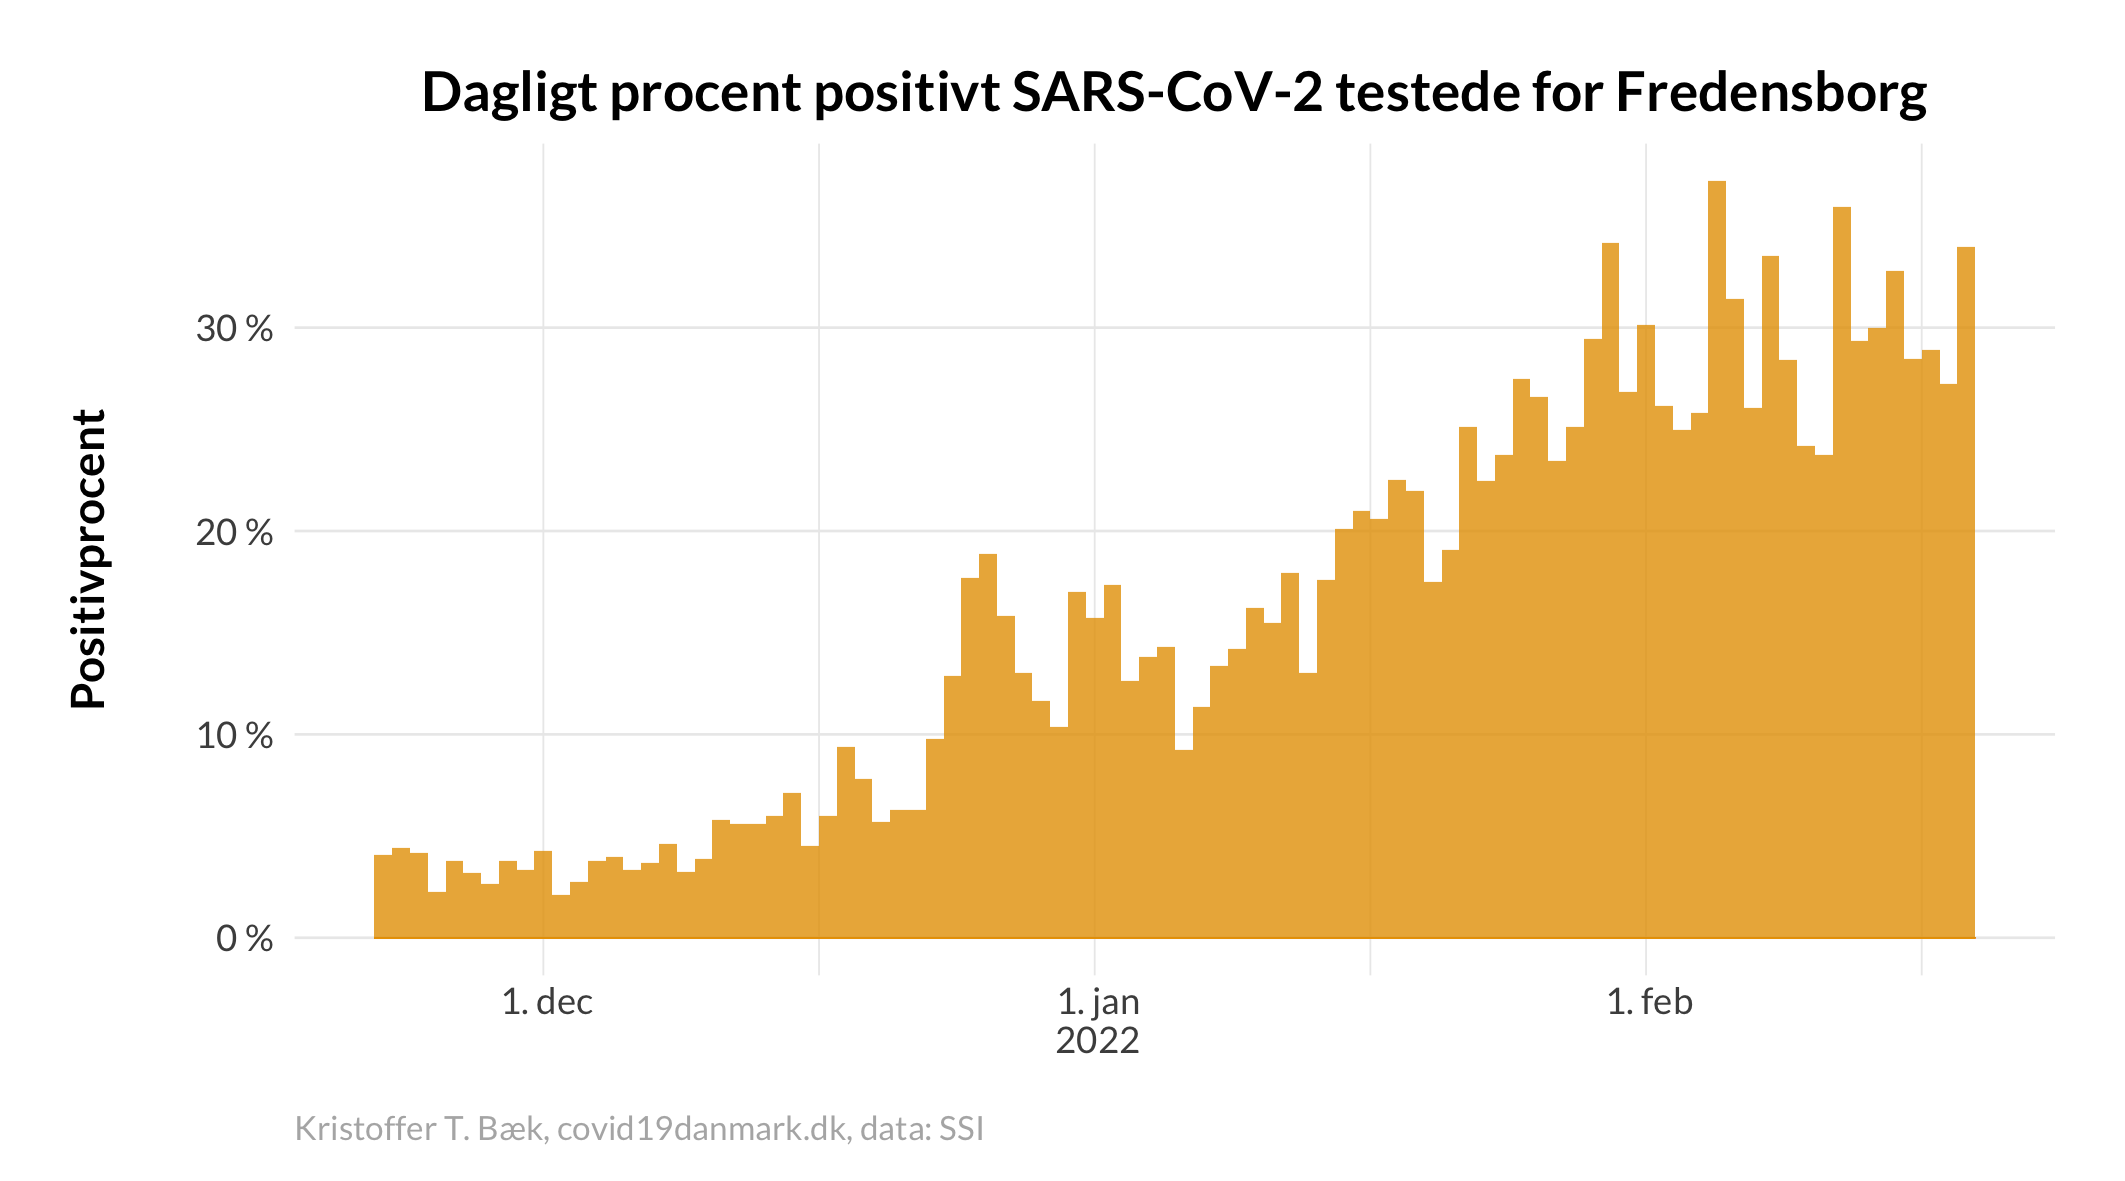 Dagligt procent positivt SARS-CoV-2 testede for Fredensborg
Positivprocent
30 %
20 %
10 %
0 %
1. dec
1. jan
2022
1. feb
Kristoffer T. Bæk, covid19danmark.dk, data: SSI